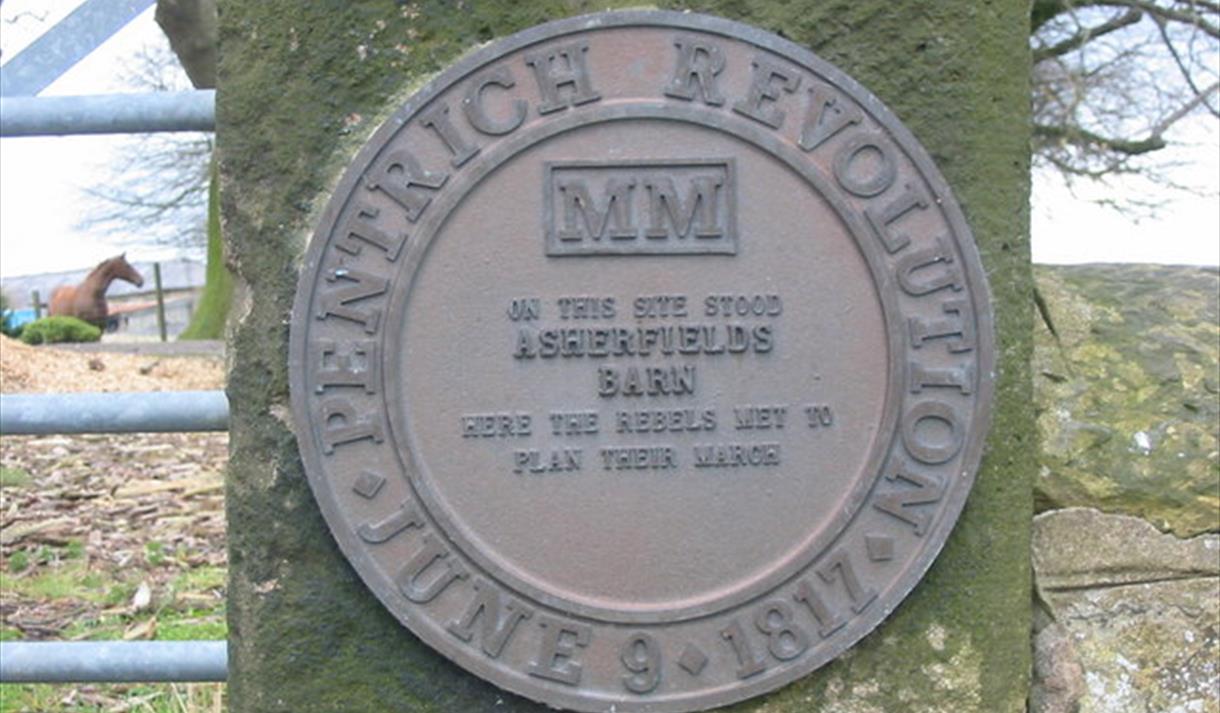 PENTRICH REVOLUTION
MM
ON THIS SITE STOOD
ASHERFIELDS
BARN
HERE THE REBELS MET TO
PLAN THEIR MARCH
JUNE 9 1817